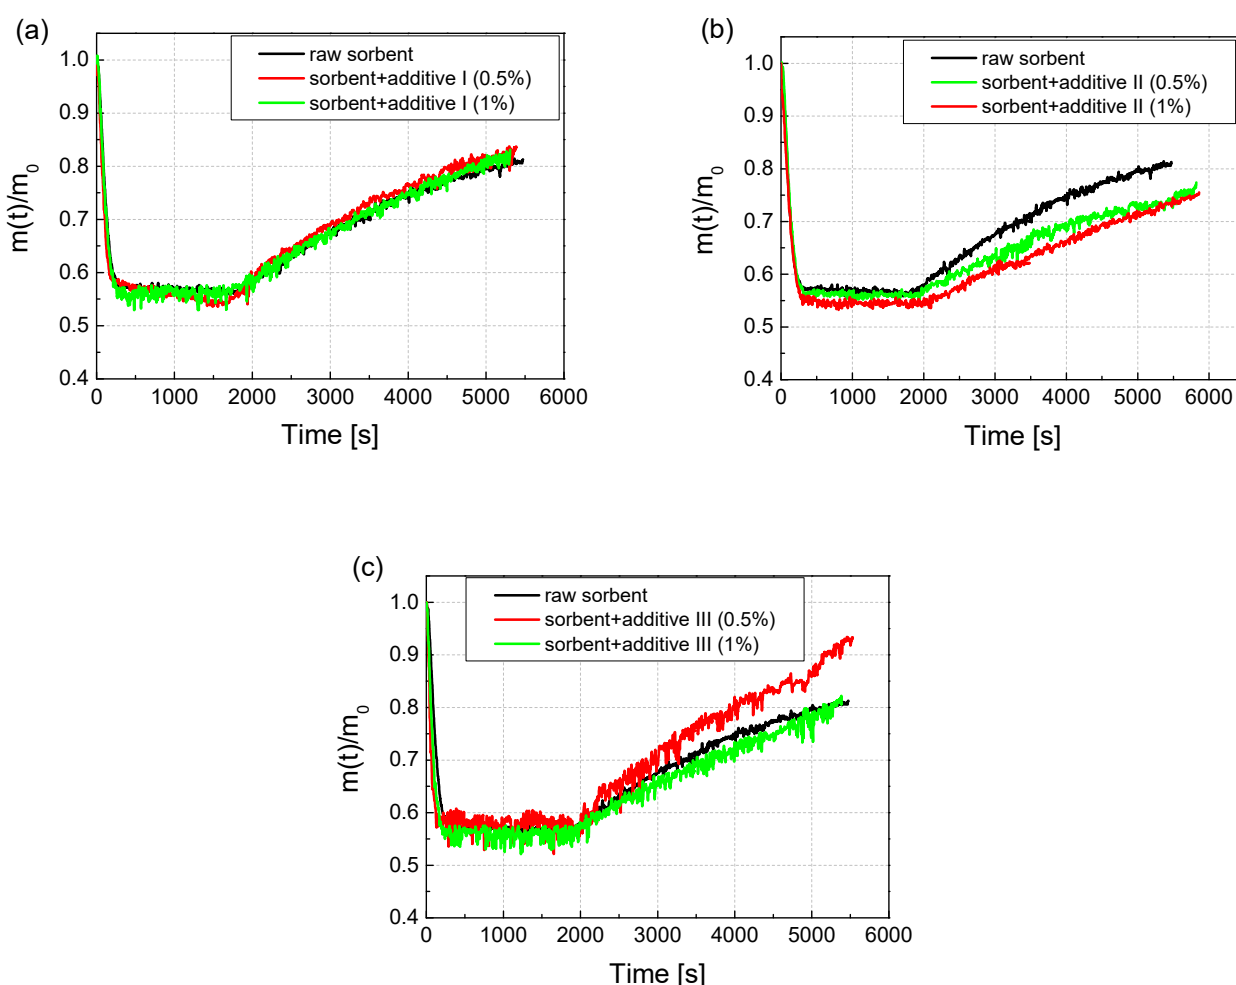 (a)
raw sorbent
sorbent+additive I (0.5%)
sorbent+additive I (1%)
1.0
0.9
0.8
0.7
0.6
0.5
0.4
m(t)/m0
0 1000 2000 3000 4000 5000 6000
Time [s]
(b)
raw sorbent
sorbent+additive II (0.5%)
sorbent+additive II (1%)
1.0
0.9
0.8
0.7
0.6
0.5
0.4
m(t)/m0
0 1000 2000 3000 4000 5000 6000
Time [s]
(c)
raw sorbent
sorbent+additive III (0.5%)
sorbent+additive III (1%)
1.0
0.9
0.8
0.7
0.6
0.5
0.4
m(t)/m0
0 1000 2000 3000 4000 5000 6000
Time [s]